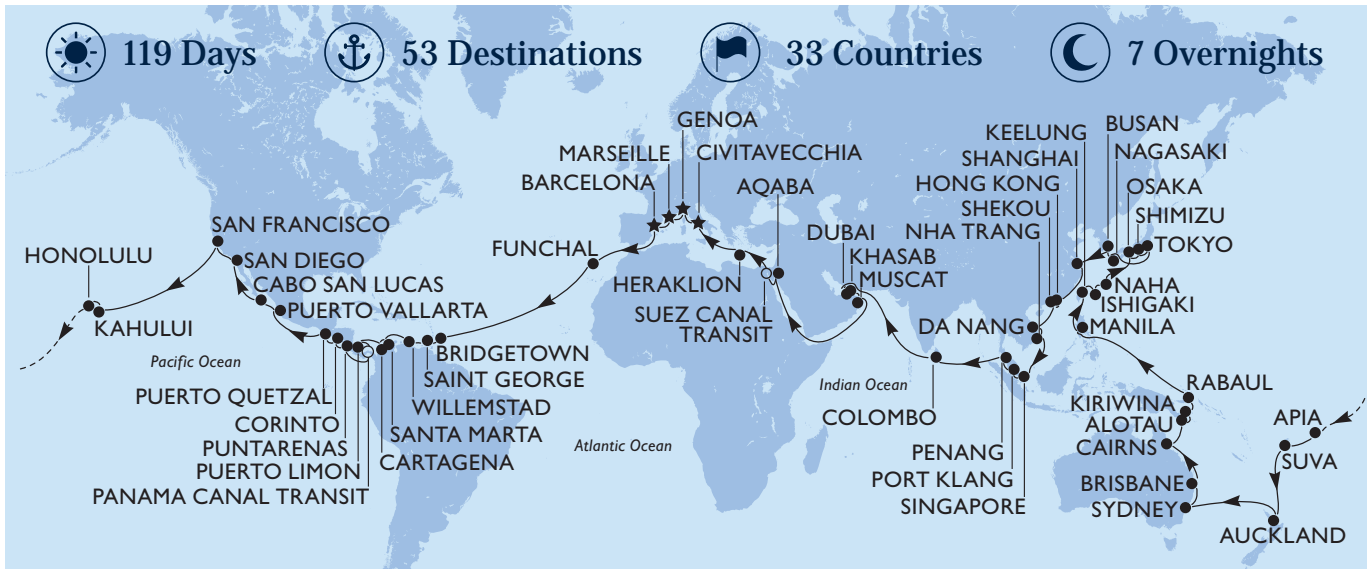 119 Days
53 Destinations
33 Countries
7 Overnights
GENOA
MARSEILLE
CIVITAVECCHIA
BARCELONA
AQABA
KEELUNG
BUSAN
SHANGHAI
NAGASAKI
HONG KONG
OSAKA
SHEKOU
SHIMIZU
NHA TRANG
TOKYO
SAN FRANCISCO
HONOLULU
SAN DIEGO
CABO SAN LUCAS
PUERTO VALLARTA
KAHULUI
FUNCHAL
HERAKLION
SUEZ CANAL
TRANSIT
DUBAI
KHASAB
MUSCAT
NAHA
ISHIGAKI
DA NANG
MANILA
Pacific Ocean
BRIDGETOWN
SAINT GEORGE
WILLEMSTAD
SANTA MARTA
CARTAGENA
PUERTO QUETZAL
CORINTO
PUNTARENAS
PUERTO LIMON
PANAMA CANAL TRANSIT
Atlantic Ocean
Indian Ocean
COLOMBO
PENANG
PORT KLANG
SINGAPORE
RABAUL
KIRIWINA
ALOTAU
CAIRNS
BRISBANE
SYDNEY
APIA
SUVA
AUCKLAND